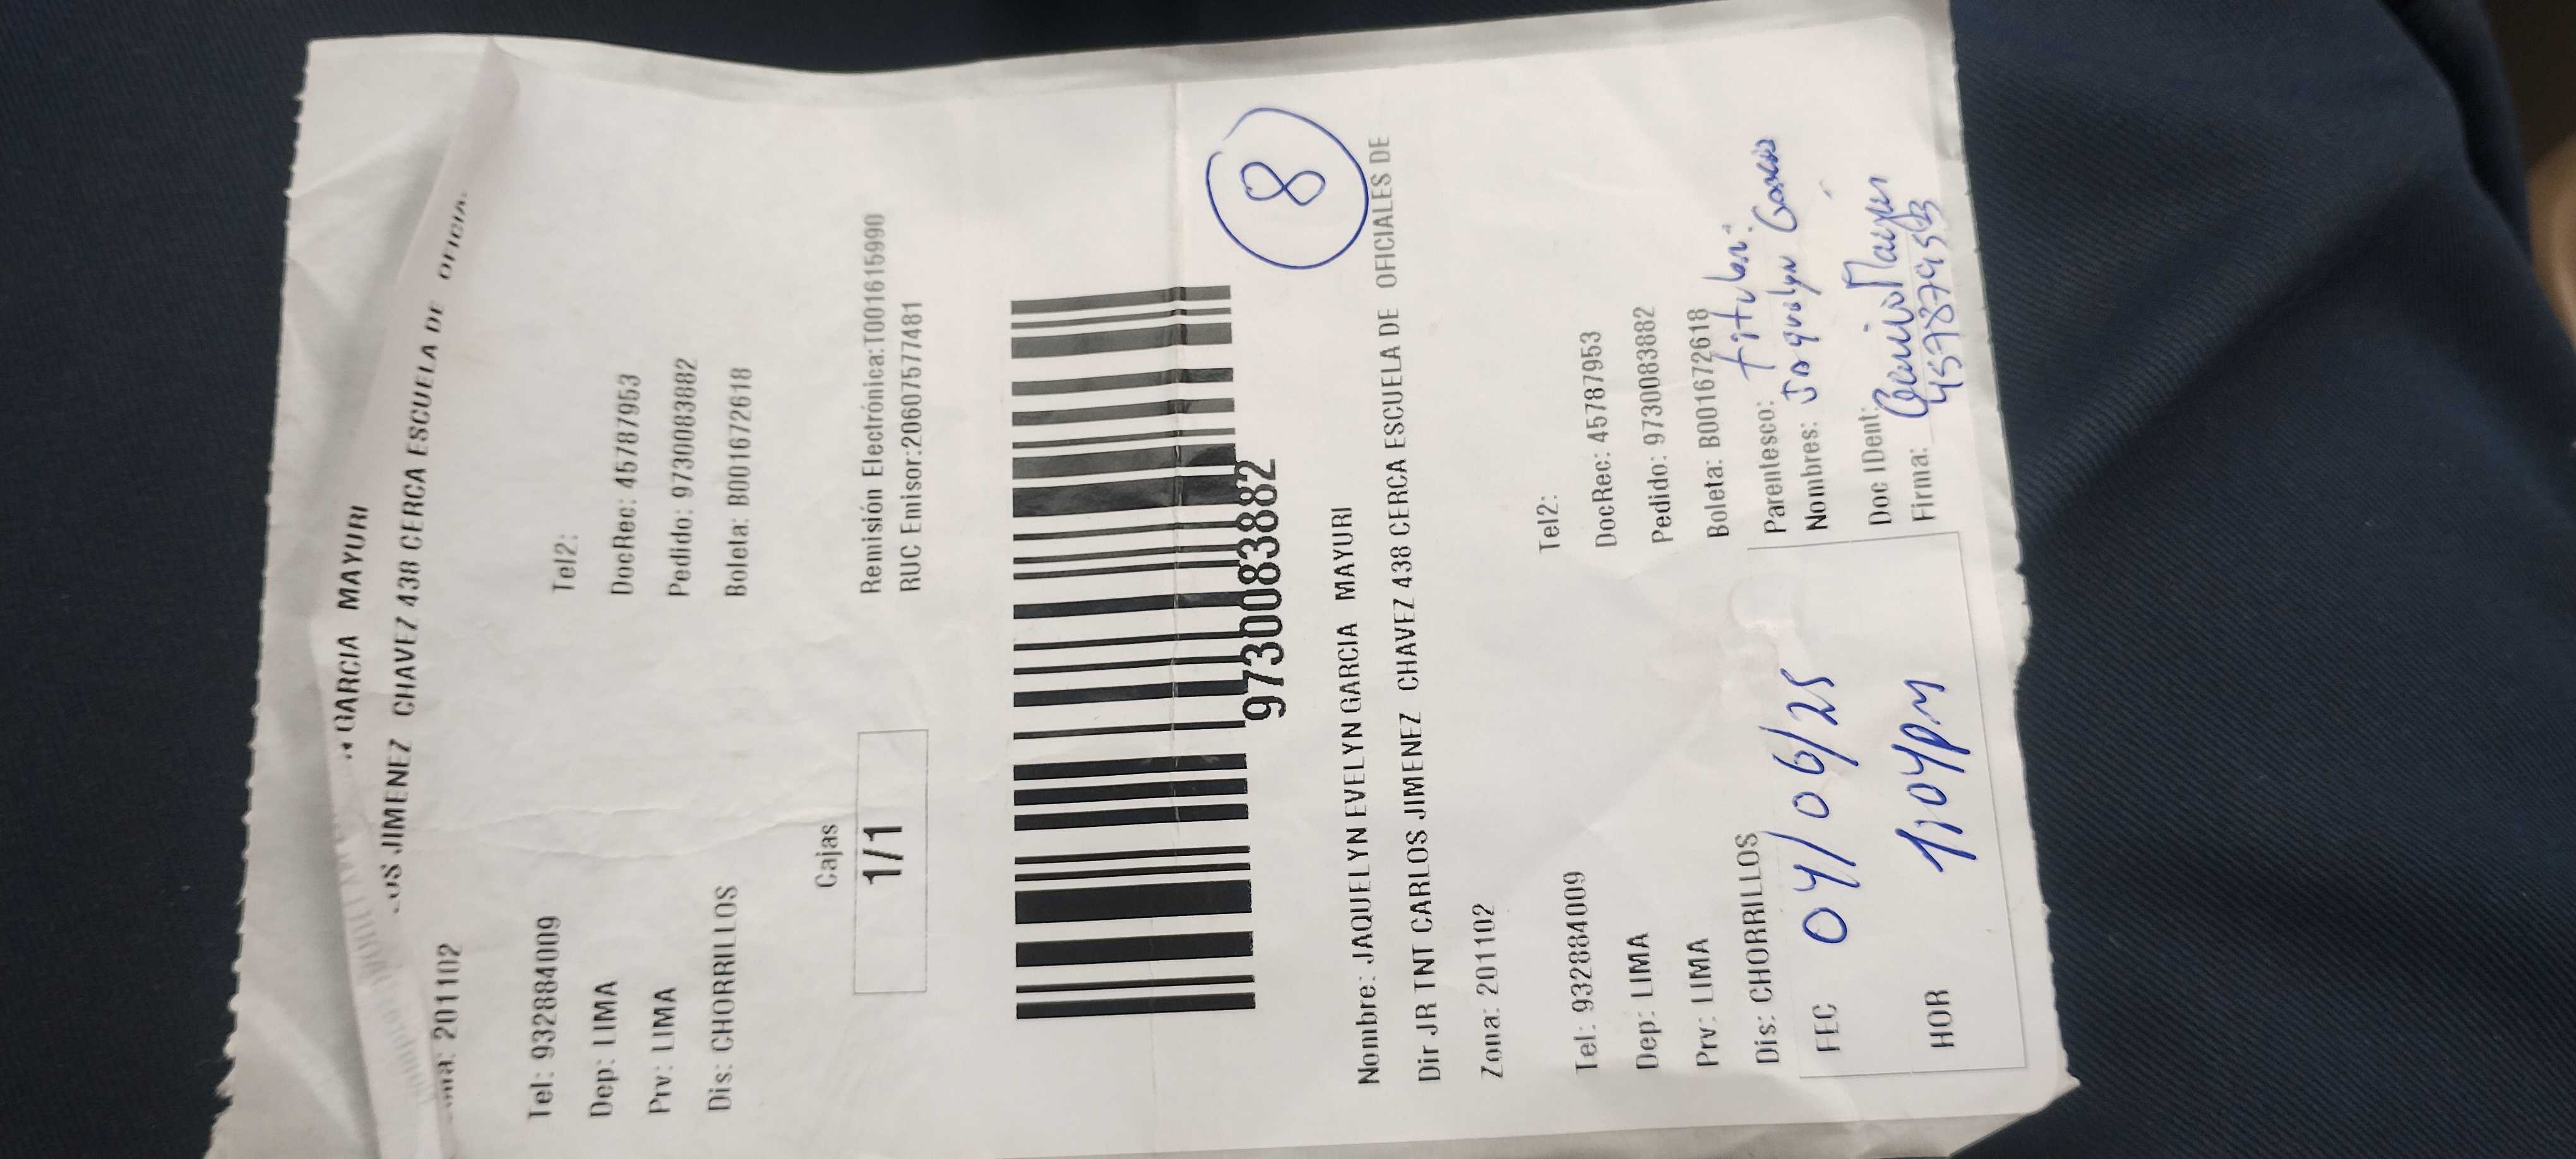 GARCIA MAYURI
LOS JIMENEZ CHAVEZ 438 CERCA ESCUELA DE OFICIA
201102
Tel: 932884009 Tel2:
Dep: LIMA DocRec: 45787953
Prv: LIMA Pedido: 97300083882
Dis: CHORRILLOS Boleta: B001672618
Cajas
1/1
Remisión Electrónica:T001615990
RUC Emisor:20607577481
97300083882
8
Nombre: JAQUELYN EVELYN GARCIA MAYURI
Dir JR TNT CARLOS JIMENEZ CHAVEZ 438 CERCA ESCUELA DE OFICIALES DE
Zona: 201102
Tel: 932884009 Tel2:
Dep: LIMA DocRec: 45787953
Prv: LIMA Pedido: 97300083882
Dis: CHORRILLOS Boleta: B001672618
FEC 04/06/25
HOR 1:04pm
Parentesco: titular:
Nombres: Jaquelyn Garcia
Doc IDent:
Firma: 45787953